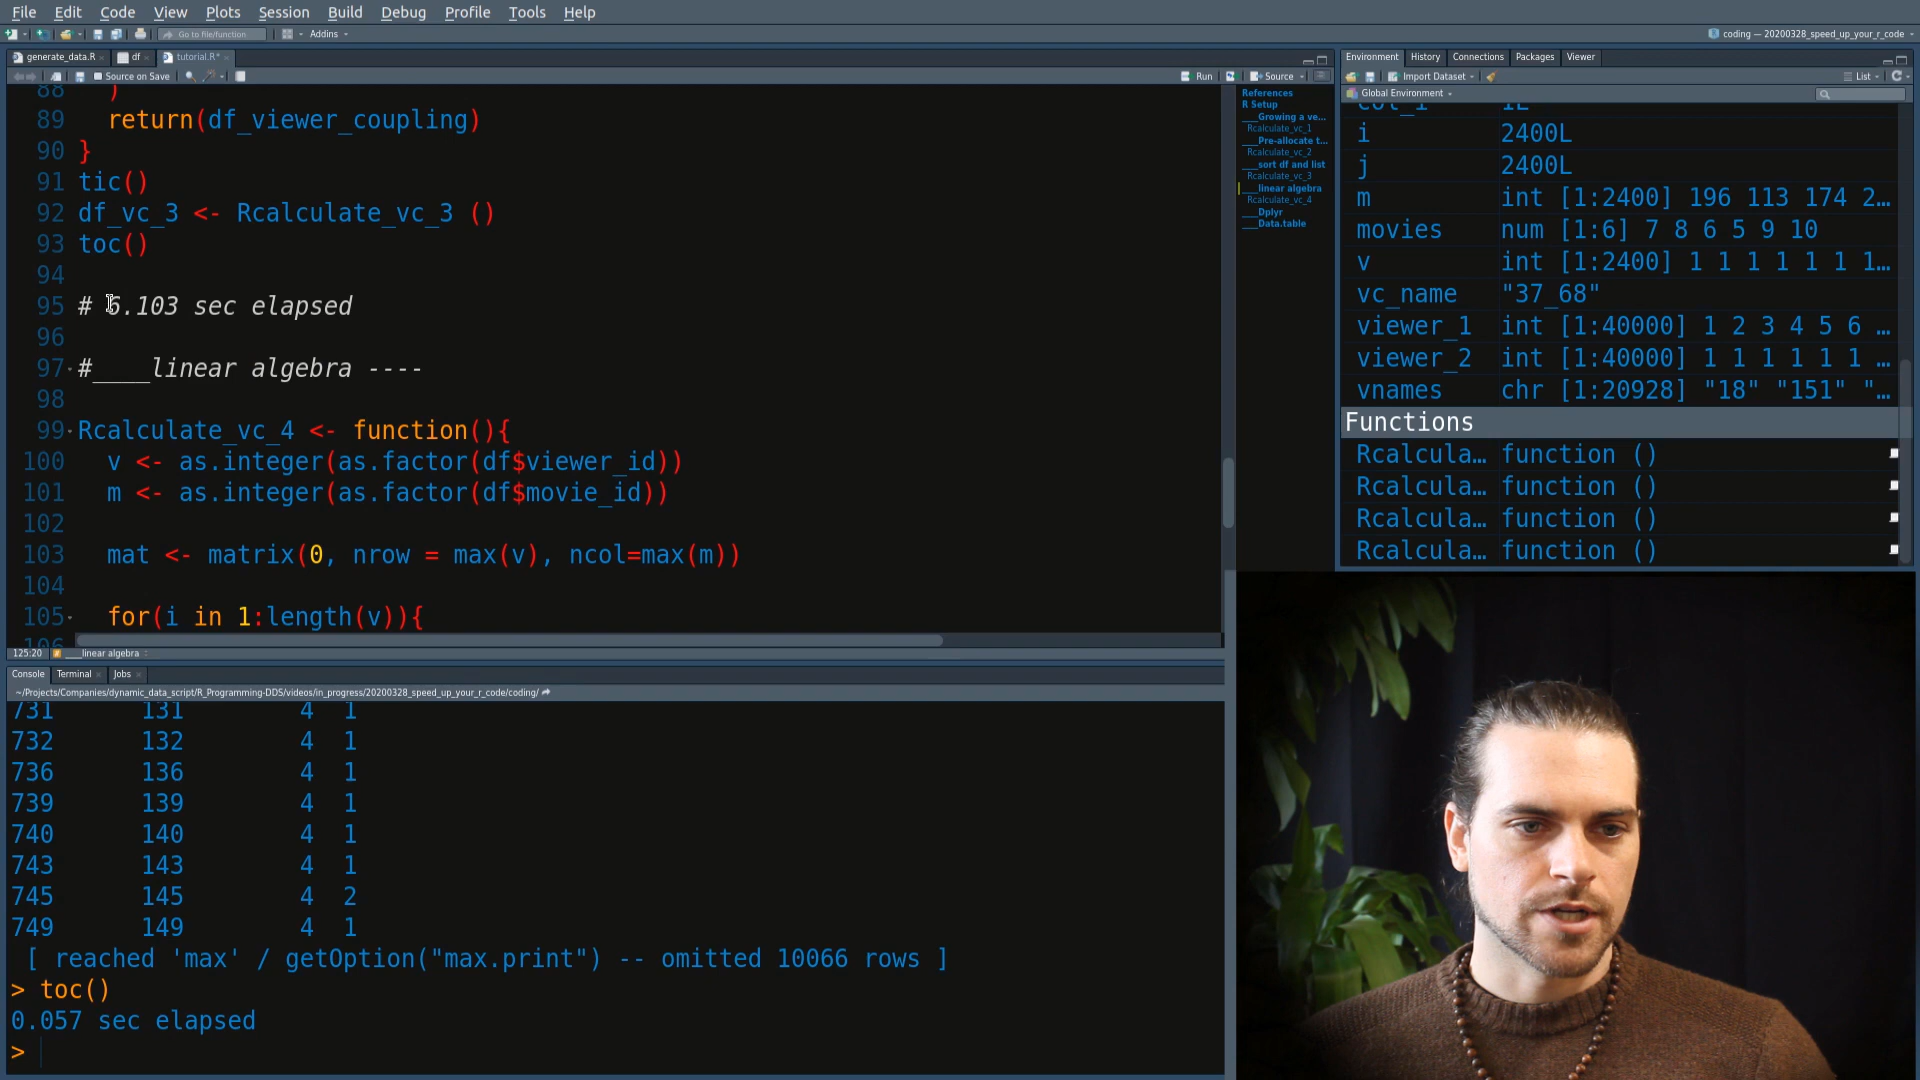 File Edit Code View Plots Session Build Debug Profile Tools Help
Go to file/function Addins
coding — 20200328_speed_up_your_r_code
generate_data.R df tutorial.R*
Source on Save Run Source
88 )
89 return(df_viewer_coupling)
90 }
91 tic()
92 df_vc_3 <- Rcalculate_vc_3 ()
93 toc()
94
95 # 6.103 sec elapsed
96
97 #____linear algebra ----
98
99 Rcalculate_vc_4 <- function(){
100 v <- as.integer(as.factor(df$viewer_id))
101 m <- as.integer(as.factor(df$movie_id))
102
103 mat <- matrix(0, nrow = max(v), ncol=max(m))
104
105 for(i in 1:length(v)){
106
125:20 ____linear algebra
References
R Setup
____Growing a ve...
Rcalculate_vc_1
____Pre-allocate t...
Rcalculate_vc_2
____sort df and list
Rcalculate_vc_3
____linear algebra
Rcalculate_vc_4
____Dplyr
____Data.table
Environment History Connections Packages Viewer
Import Dataset List
Global Environment
col_1 1L
i 2400L
j 2400L
m int [1:2400] 196 113 174 2...
movies num [1:6] 7 8 6 5 9 10
v int [1:2400] 1 1 1 1 1 1 1...
vc_name "37_68"
viewer_1 int [1:40000] 1 2 3 4 5 6 ...
viewer_2 int [1:40000] 1 1 1 1 1 1 ...
vnames chr [1:20928] "18" "151" "...
Functions
Rcalcula... function ()
Rcalcula... function ()
Rcalcula... function ()
Rcalcula... function ()
Console Terminal Jobs
~/Projects/Companies/dynamic_data_script/R_Programming-DDS/videos/in_progress/20200328_speed_up_your_r_code/coding/
731 131 4 1
732 132 4 1
736 136 4 1
739 139 4 1
740 140 4 1
743 143 4 1
745 145 4 2
749 149 4 1
[ reached 'max' / getOption("max.print") -- omitted 10066 rows ]
> toc()
0.057 sec elapsed
>